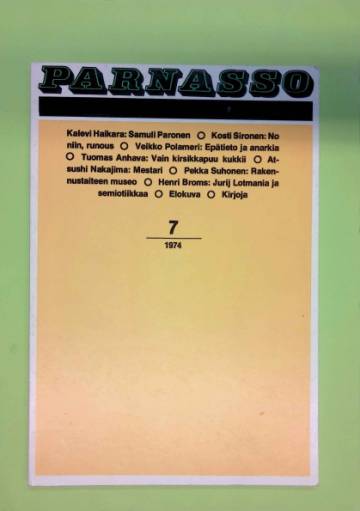 PARNASSO
Kalevi Haikara: Samuli Paronen O Kosti Sironen: No
niin, runous O Veikko Polameri: Epätieto ja anarkia
O Tuomas Anhava: Vain kirsikkapuu kukkii O At-
sushi Nakajima: Mestari O Pekka Suhonen: Raken-
nustaiteen museo O Henri Broms: Jurij Lotmania ja
semiotiikkaa O Elokuva O Kirjoja
7
1974